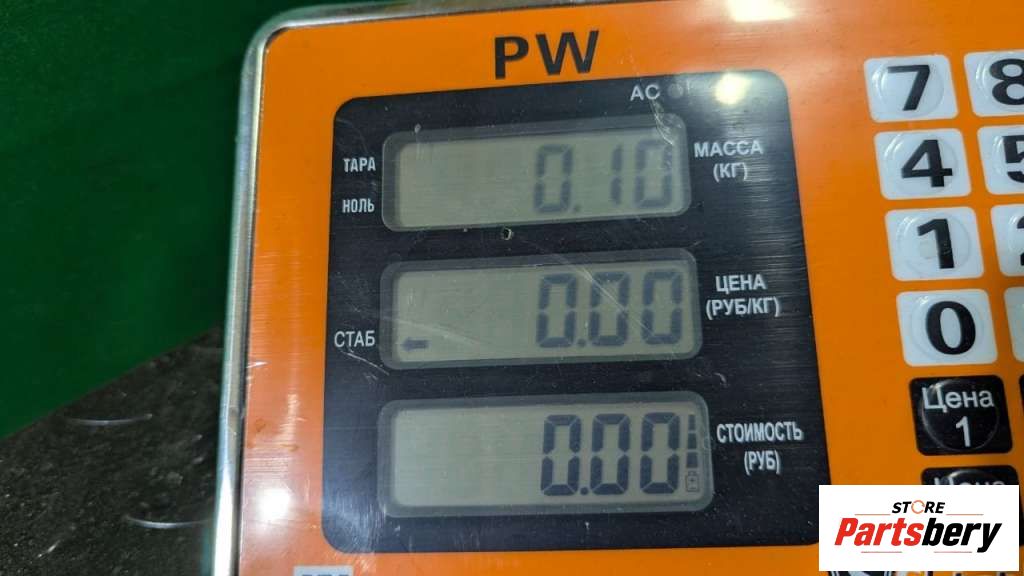 PW
AC
ТАРА
НОЛЬ
0.10
МАССА
(КГ)
СТАБ
0.00
ЦЕНА
(РУБ/КГ)
0.00
СТОИМОСТЬ
(РУБ)
7 8
4 5
1 2
0
Цена
1
STORE
Partsbery